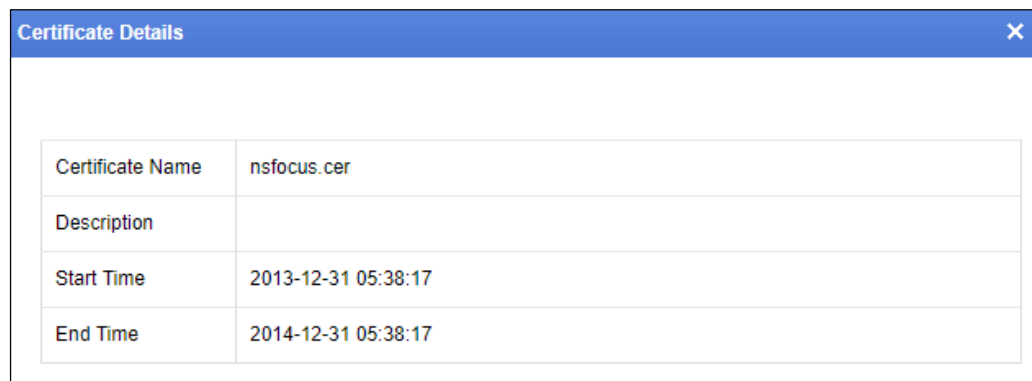 Certificate Details
Certificate Name nsfocus.cer
Description
Start Time 2013-12-31 05:38:17
End Time 2014-12-31 05:38:17